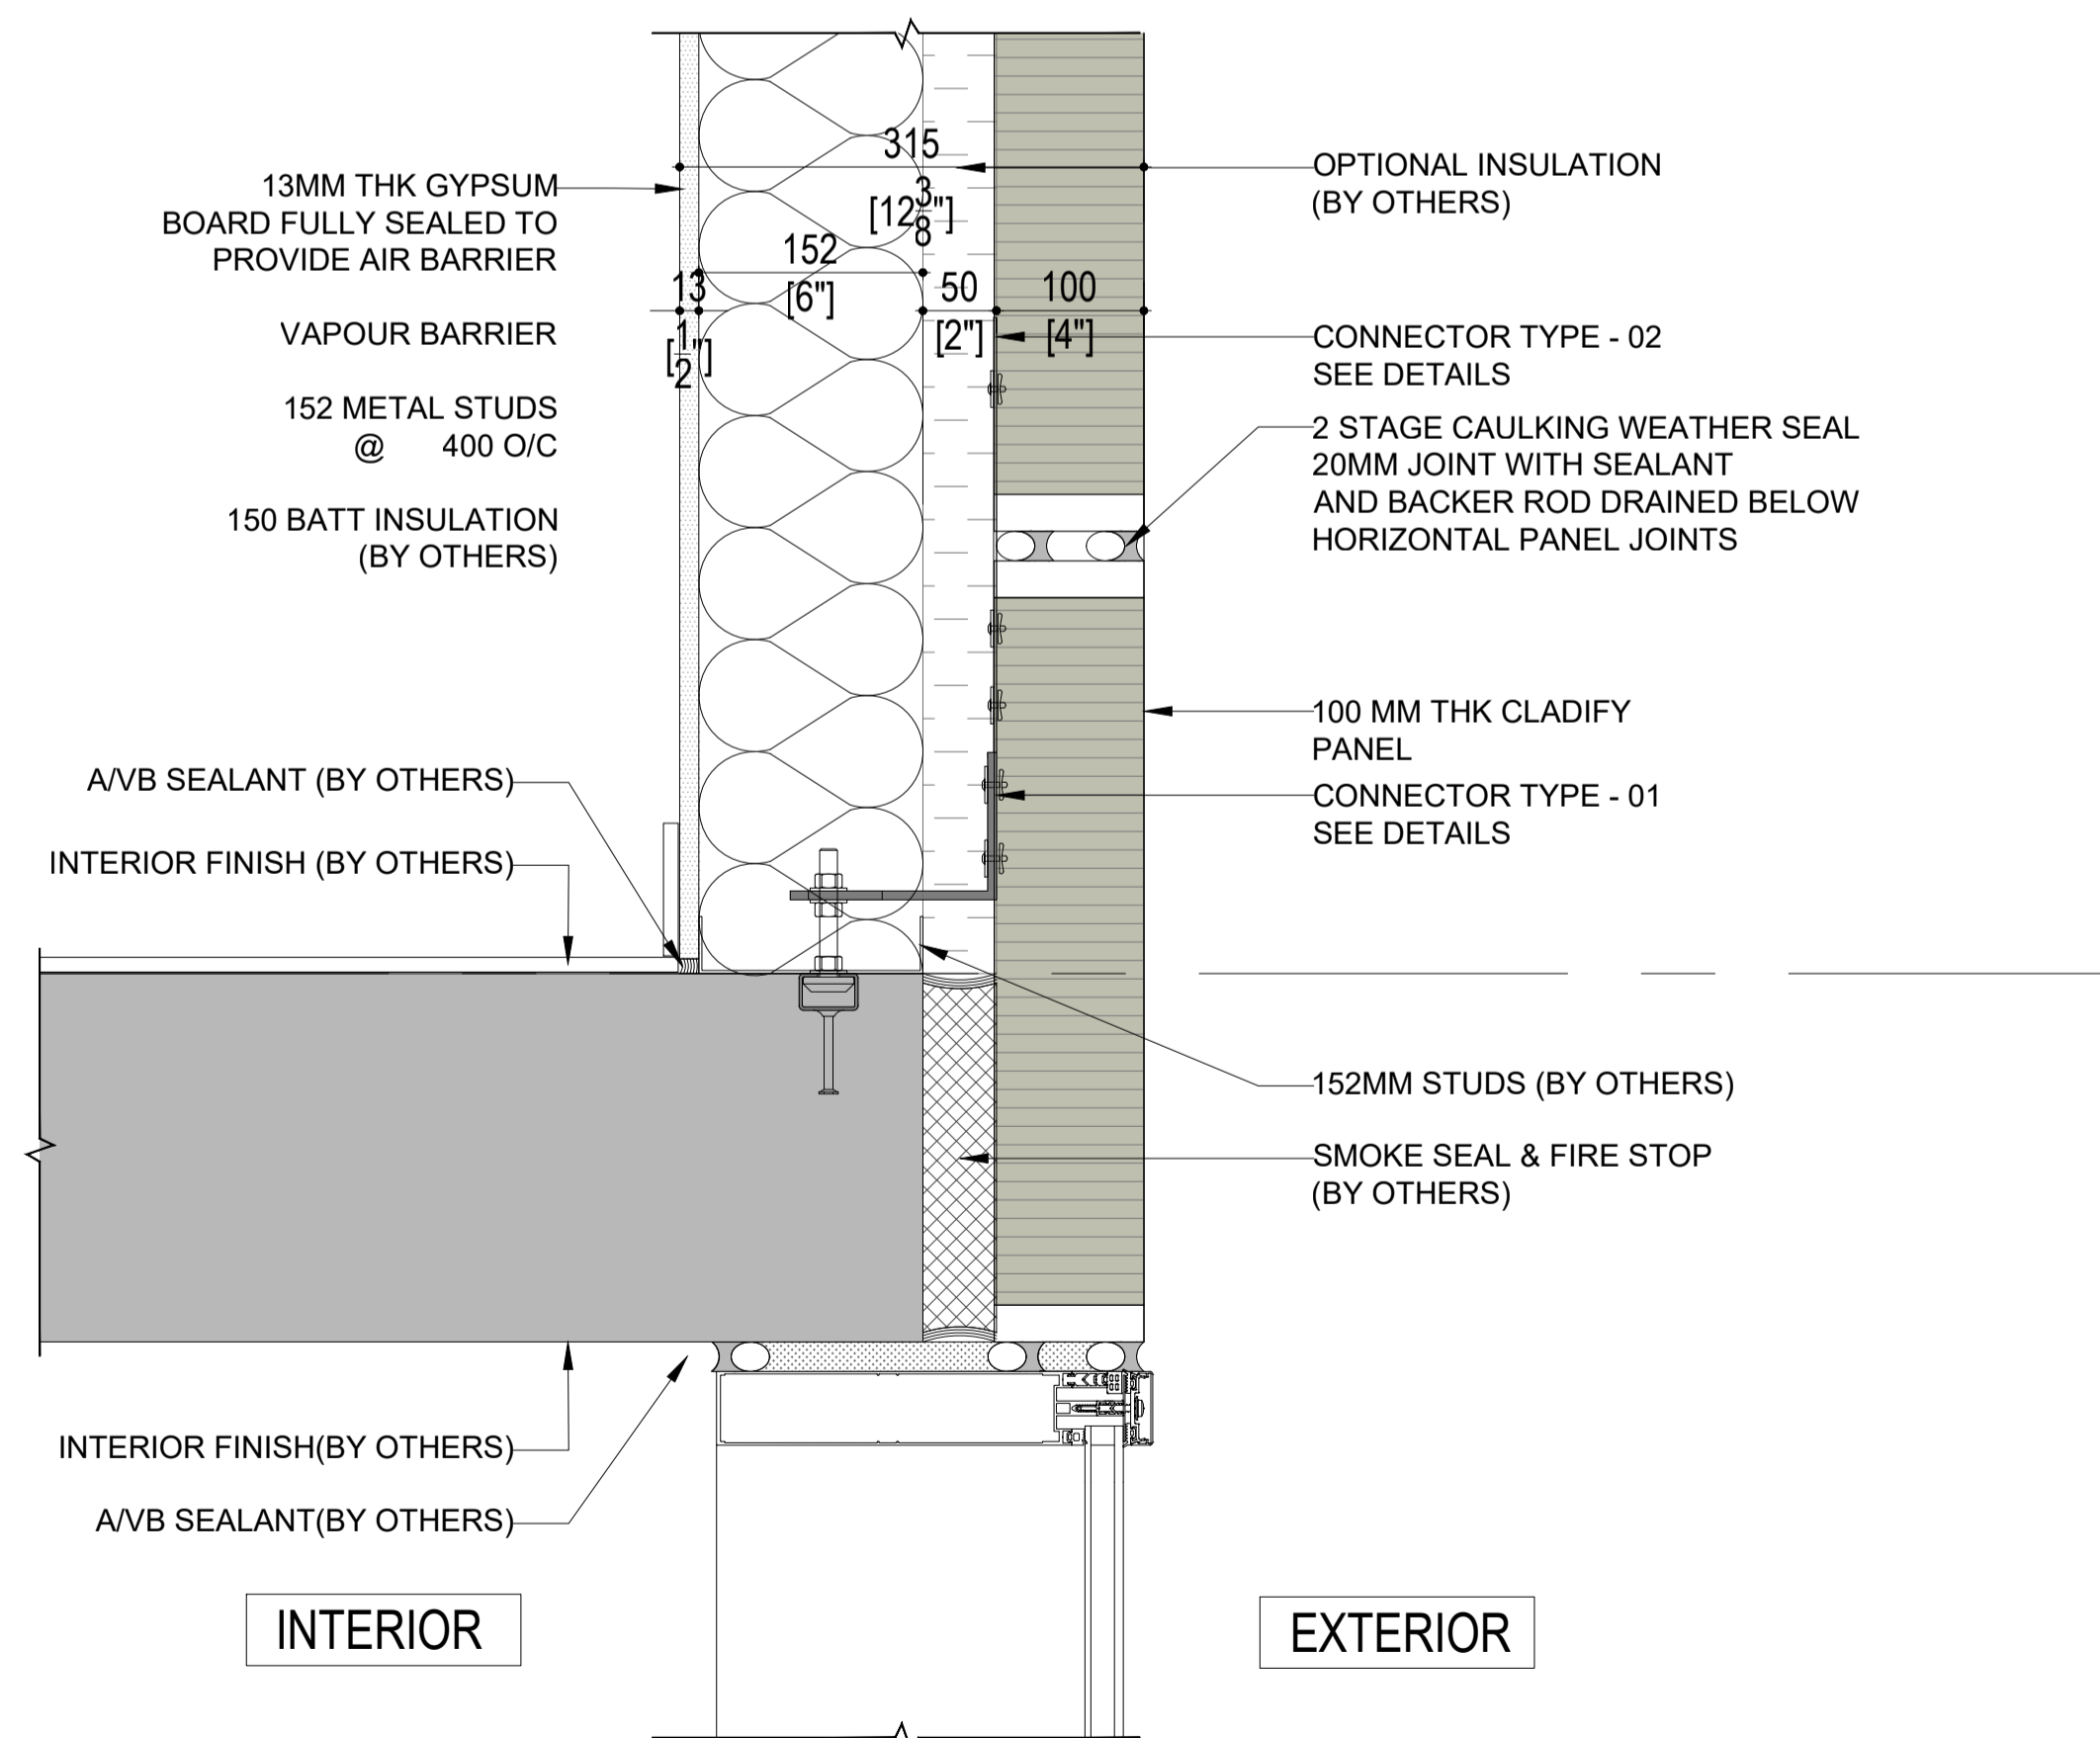 13MM THK GYPSUM
BOARD FULLY SEALED TO
PROVIDE AIR BARRIER
VAPOUR BARRIER
152 METAL STUDS
@ 400 O/C
150 BATT INSULATION
(BY OTHERS)
A/VB SEALANT (BY OTHERS)
INTERIOR FINISH (BY OTHERS)
INTERIOR FINISH(BY OTHERS)
A/VB SEALANT(BY OTHERS)
INTERIOR
315
[12 3/8"]
152
[6"]
13
[1/2"]
50
[2"]
100
[4"]
OPTIONAL INSULATION
(BY OTHERS)
CONNECTOR TYPE - 02
SEE DETAILS
2 STAGE CAULKING WEATHER SEAL
20MM JOINT WITH SEALANT
AND BACKER ROD DRAINED BELOW
HORIZONTAL PANEL JOINTS
100 MM THK CLADIFY
PANEL
CONNECTOR TYPE - 01
SEE DETAILS
152MM STUDS (BY OTHERS)
SMOKE SEAL & FIRE STOP
(BY OTHERS)
EXTERIOR